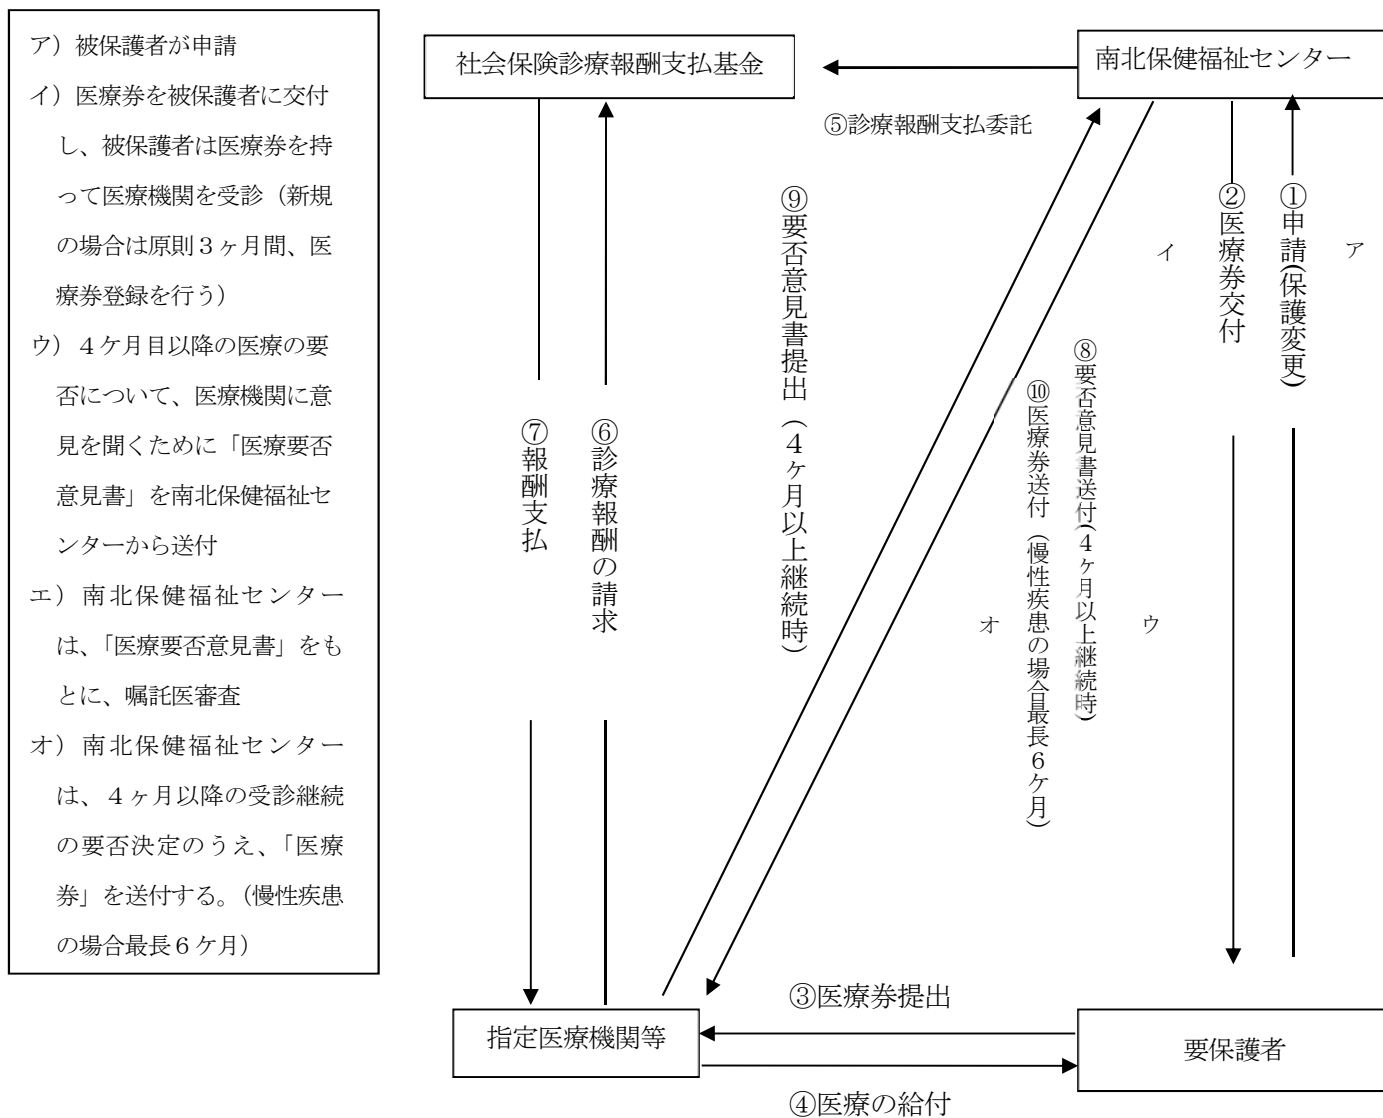 ア）被保護者が申請
イ）医療券を被保護者に交付
し、被保護者は医療券を持
って医療機関を受診（新規
の場合は原則３ヶ月間、医
療券登録を行う）
ウ）４ケ月目以降の医療の要
否について、医療機関に意
見を聞くために「医療要否
意見書」を南北保健福祉セ
ンターから送付
エ）南北保健福祉センター
は、「医療要否意見書」をも
とに、嘱託医審査
オ）南北保健福祉センター
は、４ヶ月以降の受診継続
の要否決定のうえ、「医療
券」を送付する。（慢性疾患
の場合最長６ケ月）
社会保険診療報酬支払基金
南北保健福祉センター
⑤診療報酬支払委託
①申請(保護変更)
ア
②医療券交付
イ
⑧要否意見書送付(４ヶ月以上継続時)
ウ
⑩医療券送付（慢性疾患の場合最長６ケ月）
オ
⑨要否意見書提出（４ヶ月以上継続時）
⑥診療報酬の請求
⑦報酬支払
③医療券提出
指定医療機関等
要保護者
④医療の給付